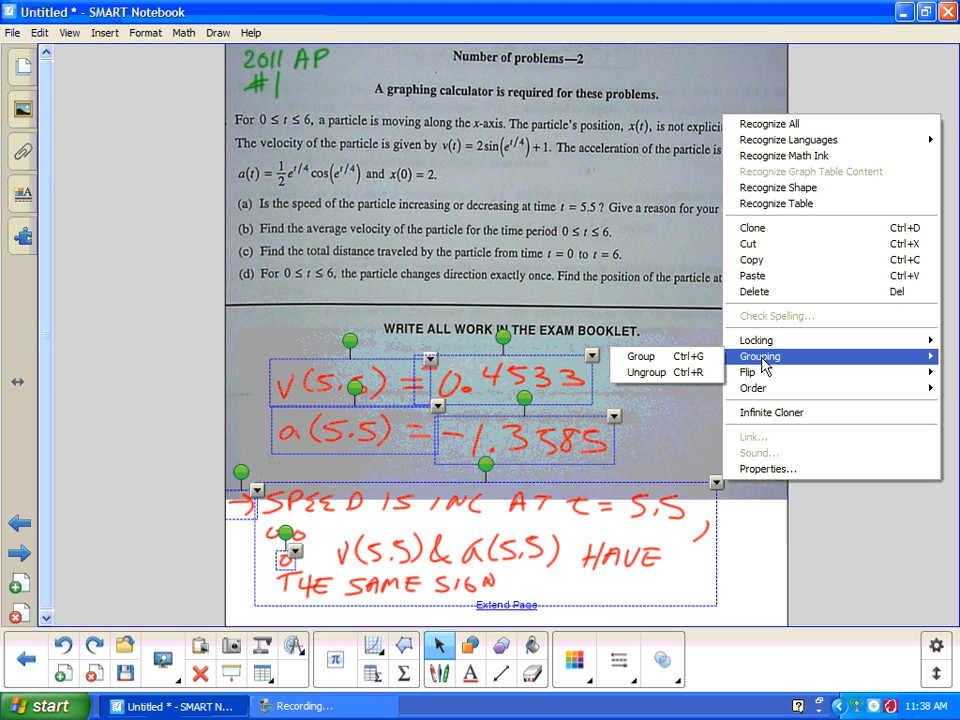 Untitled * - SMART Notebook
File Edit View Insert Format Math Draw Help
2011 AP
#1
Number of problems—2
A graphing calculator is required for these problems.
For 0 ≤ t ≤ 6, a particle is moving along the x-axis. The particle's position, x(t), is not explicit
The velocity of the particle is given by v(t) = 2sin(e^{t/4}) + 1. The acceleration of the particle is
a(t) = 1/2 e^{t/4} cos(e^{t/4}) and x(0) = 2.
(a) Is the speed of the particle increasing or decreasing at time t = 5.5 ? Give a reason for your
(b) Find the average velocity of the particle for the time period 0 ≤ t ≤ 6.
(c) Find the total distance traveled by the particle from time t = 0 to t = 6.
(d) For 0 ≤ t ≤ 6, the particle changes direction exactly once. Find the position of the particle at
WRITE ALL WORK IN THE EXAM BOOKLET.
v(5.5) = -0.4533
a(5.5) = -1.3585
→ SPEED IS INC AT t = 5.5,
v(5.5) & a(5.5) HAVE
THE SAME SIGN
Extend Page
Recognize All
Recognize Languages
Recognize Math Ink
Recognize Graph Table Content
Recognize Shape
Recognize Table
Clone Ctrl+D
Cut Ctrl+X
Copy Ctrl+C
Paste Ctrl+V
Delete Del
Check Spelling...
Locking
Grouping
Flip
Order
Infinite Cloner
Link...
Sound...
Properties...
Group Ctrl+G
Ungroup Ctrl+R
start
Untitled * - SMART N...
Recording...
11:38 AM